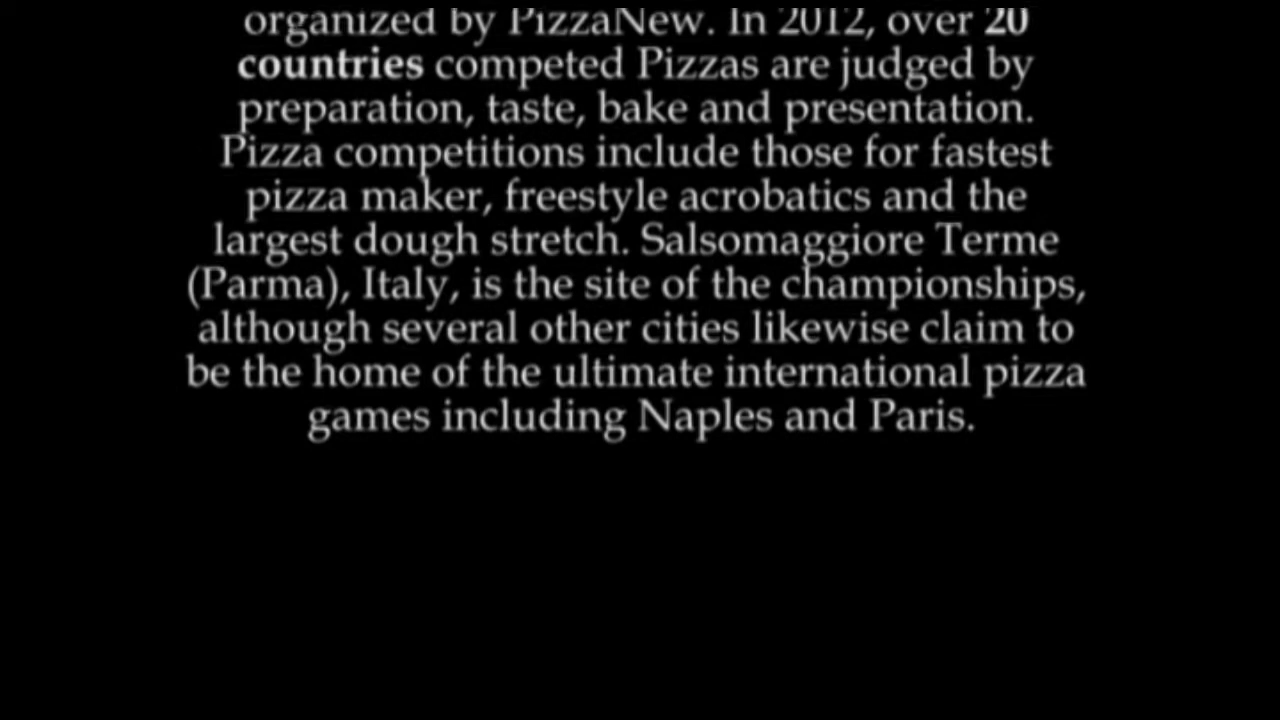 organized by PizzaNew. In 2012, over 20
countries competed Pizzas are judged by
preparation, taste, bake and presentation.
Pizza competitions include those for fastest
pizza maker, freestyle acrobatics and the
largest dough stretch. Salsomaggiore Terme
(Parma), Italy, is the site of the championships,
although several other cities likewise claim to
be the home of the ultimate international pizza
games including Naples and Paris.